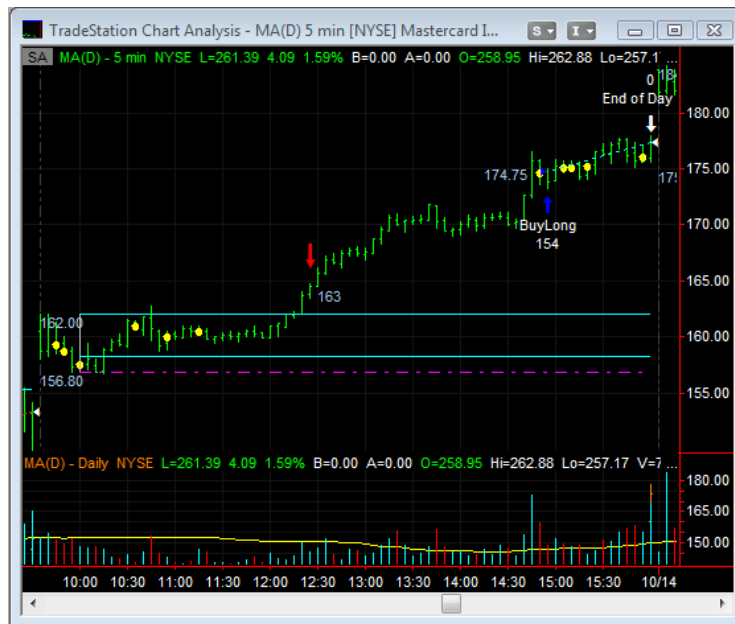 TradeStation Chart Analysis - MA(D) 5 min [NYSE] Mastercard I...
S I
SA MA(D) - 5 min NYSE L=261.39 4.09 1.59% B=0.00 A=0.00 O=258.95 Hi=262.88 Lo=257.1 ...
0
End of Day
180.00
174.75
175.00
170.00
BuyLong
154
165.00
163
162.00
160.00
156.80
155.00
MA(D) - Daily NYSE L=261.39 4.09 1.59% B=0.00 A=0.00 O=258.95 Hi=262.88 Lo=257.17 V=7 ...
180.00
165.00
150.00
10:00 10:30 11:00 11:30 12:00 12:30 13:00 13:30 14:00 14:30 15:00 15:30 10/14